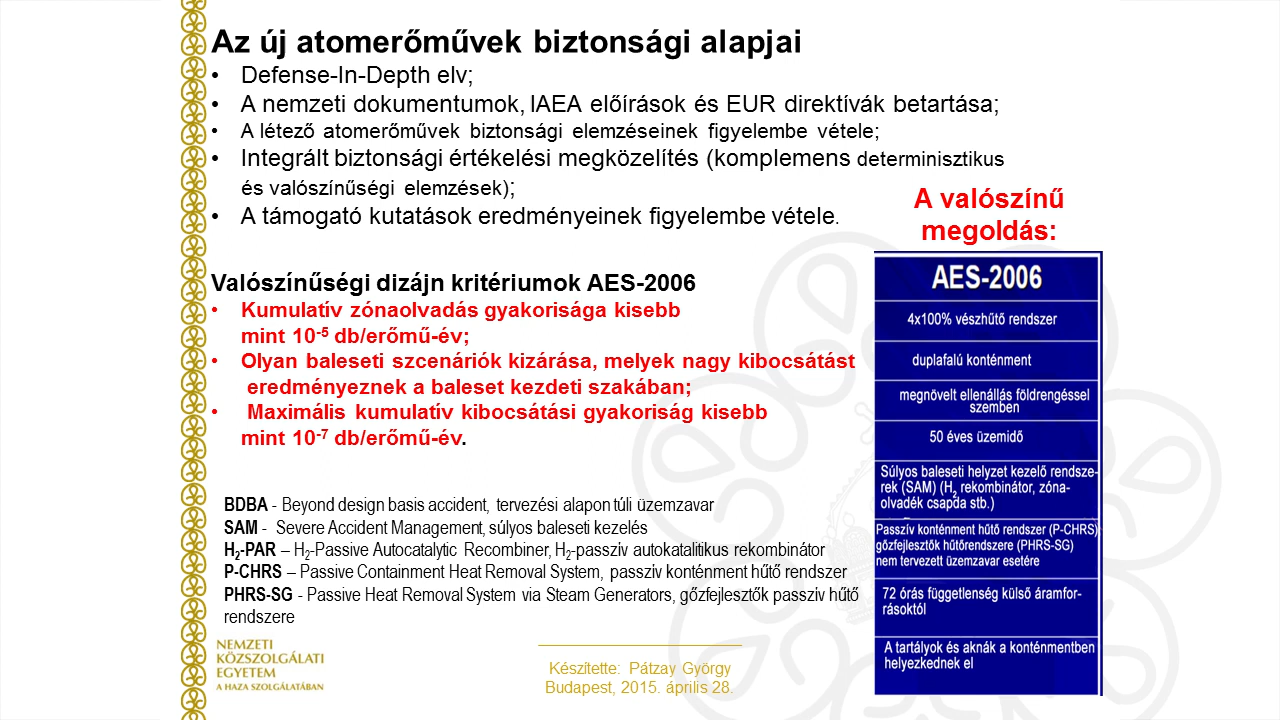 Az új atomerőművek biztonsági alapjai
• Defense-In-Depth elv;
• A nemzeti dokumentumok, IAEA előírások és EUR direktívák betartása;
• A létező atomerőművek biztonsági elemzéseinek figyelembe vétele;
• Integrált biztonsági értékelési megközelítés (komplemens determinisztikus
és valószínűségi elemzések);
• A támogató kutatások eredményeinek figyelembe vétele.
Valószínűségi dizájn kritériumok AES-2006
• Kumulatív zónaolvadás gyakorisága kisebb
mint 10⁻⁵ db/erőmű-év;
• Olyan baleseti szcenáriók kizárása, melyek nagy kibocsátást
eredményeznek a baleset kezdeti szakában;
• Maximális kumulatív kibocsátási gyakoriság kisebb
mint 10⁻⁷ db/erőmű-év.
BDBA - Beyond design basis accident, tervezési alapon túli üzemzavar
SAM - Severe Accident Management, súlyos baleseti kezelés
H₂-PAR – H₂-Passive Autocatalytic Recombiner, H₂-passzív autokatalitikus rekombinátor
P-CHRS – Passive Containment Heat Removal System, passzív konténment hűtő rendszer
PHRS-SG - Passive Heat Removal System via Steam Generators, gőzfejlesztők passzív hűtő
rendszere
A valószínű
megoldás:
AES-2006
4x100% vészhűtő rendszer
duplafalú konténment
megnövelt ellenállás földrengéssel
szemben
50 éves üzemidő
Súlyos baleseti helyzet kezelő rendsze-
rek (SAM) (H₂ rekombinátor, zóna-
olvadék csapda stb.)
Passzív konténment hűtő rendszer (P-CHRS)
gőzfejlesztők hűtőrendszere (PHRS-SG)
nem tervezett üzemzavar esetére
72 órás függetlenség külső áramfor-
rásoktól
A tartályok és aknák a konténmentben
helyezkednek el
NEMZETI
KÖZSZOLGÁLATI
EGYETEM
A HAZA SZOLGÁLATÁBAN
Készítette: Pátzay György
Budapest, 2015. április 28.